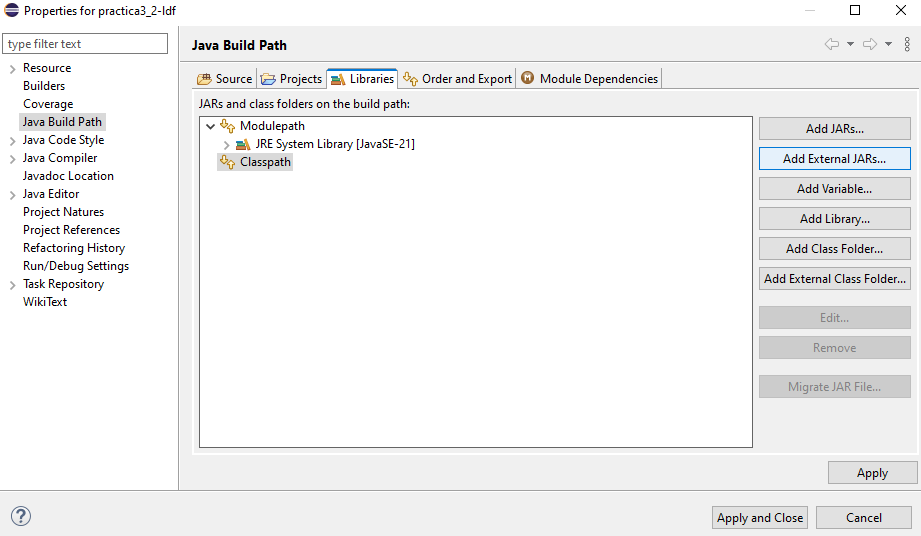 Properties for practica3_2-ldf
type filter text
Resource
Builders
Coverage
Java Build Path
Java Code Style
Java Compiler
Javadoc Location
Java Editor
Project Natures
Project References
Refactoring History
Run/Debug Settings
Task Repository
WikiText
Java Build Path
Source Projects Libraries Order and Export Module Dependencies
JARs and class folders on the build path:
Modulepath
JRE System Library [JavaSE-21]
Classpath
Add JARs...
Add External JARs...
Add Variable...
Add Library...
Add Class Folder...
Add External Class Folder...
Edit...
Remove
Migrate JAR File...
Apply
Apply and Close Cancel